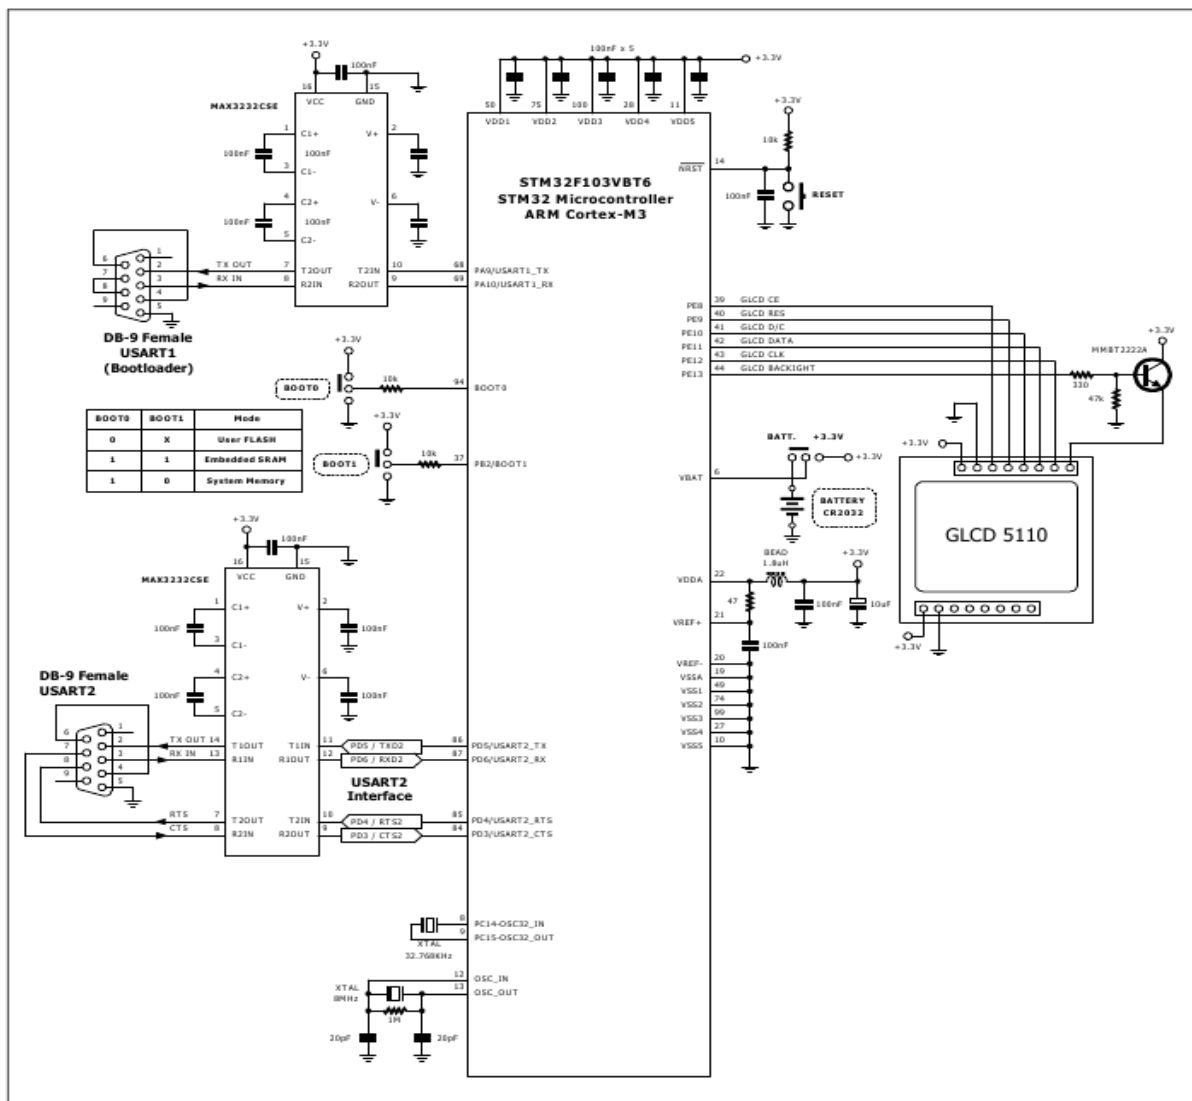 +3.3V
100nF
16
15
VCC
GND
MAX3232CSE
1
C1+
V+
2
100nF
100nF
3
C1-
4
C2+
V-
6
100nF
100nF
5
C2-
TX OUT
7
T2OUT
T2IN
10
68
PA9/USART1_TX
RX IN
8
R2IN
R2OUT
9
69
PA10/USART1_RX
6
1
7
2
8
3
9
4
5
DB-9 Female
USART1
(Bootloader)
100nF x 5
+3.3V
50
75
100
28
11
VDD1
VDD2
VDD3
VDD4
VDD5
STM32F103VBT6
STM32 Microcontroller
ARM Cortex-M3
+3.3V
10k
NRST
14
100nF
RESET
PE8
39
GLCD CE
PE9
40
GLCD RES
PE10
41
GLCD D/C
PE11
42
GLCD DATA
PE12
43
GLCD CLK
PE13
44
GLCD BACKIGHT
330
47k
MMBT2222A
+3.3V
+3.3V
BOOT0
10k
94
BOOT0
+3.3V
BOOT1
10k
37
PB2/BOOT1
BOOT0 BOOT1 Mode
0 X User FLASH
1 1 Embedded SRAM
1 0 System Memory
BATT.
+3.3V
+3.3V
VBAT
6
BATTERY
CR2032
+3.3V
GLCD 5110
+3.3V
BEAD
1.8uH
+3.3V
VDDA
22
47
100nF
10uF
VREF+
21
100nF
VREF-
20
VSSA
19
VSS1
49
VSS2
74
VSS3
99
VSS4
27
VSS5
10
+3.3V
100nF
16
15
VCC
GND
MAX3232CSE
1
C1+
V+
2
100nF
100nF
3
C1-
4
C2+
V-
6
100nF
100nF
5
C2-
DB-9 Female
USART2
6
1
7
2
8
3
9
4
5
TX OUT
14
T1OUT
T1IN
11
PD5 / TXD2
86
PD5/USART2_TX
RX IN
13
R1IN
R1OUT
12
PD6 / RXD2
87
PD6/USART2_RX
USART2
Interface
RTS
7
T2OUT
T2IN
10
PD4 / RTS2
85
PD4/USART2_RTS
CTS
8
R2IN
R2OUT
9
PD3 / CTS2
84
PD3/USART2_CTS
8
PC14-OSC32_IN
9
PC15-OSC32_OUT
XTAL
32.768KHz
12
OSC_IN
13
OSC_OUT
XTAL
8MHz
1M
20pF
20pF